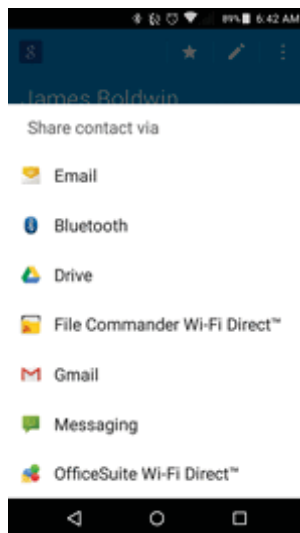 89% 6:42 AM
8
James Boldwin
Share contact via
Email
Bluetooth
Drive
File Commander Wi-Fi Direct™
Gmail
Messaging
OfficeSuite Wi-Fi Direct™